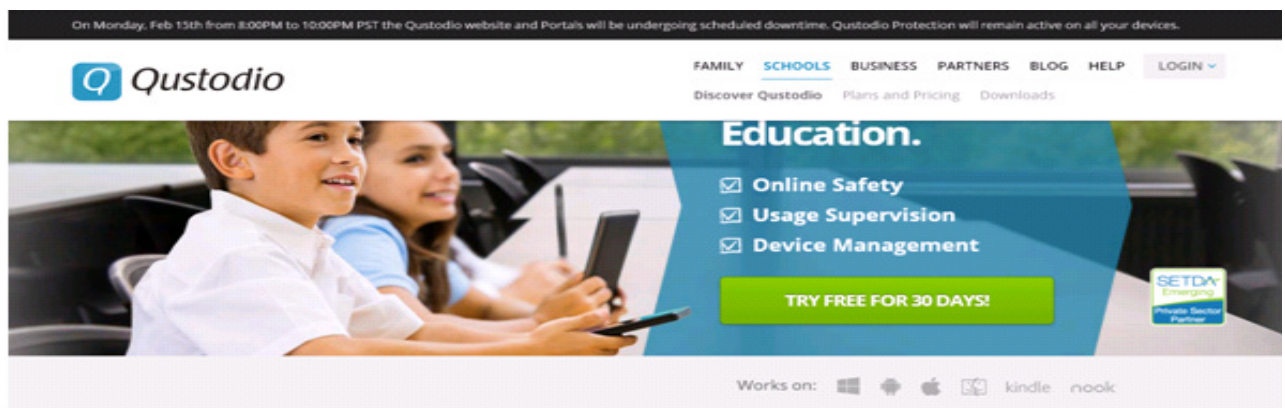 On Monday, Feb 15th from 8:00PM to 10:00PM PST the Qustodio website and Portals will be undergoing scheduled downtime. Qustodio Protection will remain active on all your devices.
Q Qustodio
FAMILY SCHOOLS BUSINESS PARTNERS BLOG HELP LOGIN
Discover Qustodio Plans and Pricing Downloads
Education.
Online Safety
Usage Supervision
Device Management
TRY FREE FOR 30 DAYS!
SETDA
Emerging
Private Sector
Partner
Works on: kindle nook